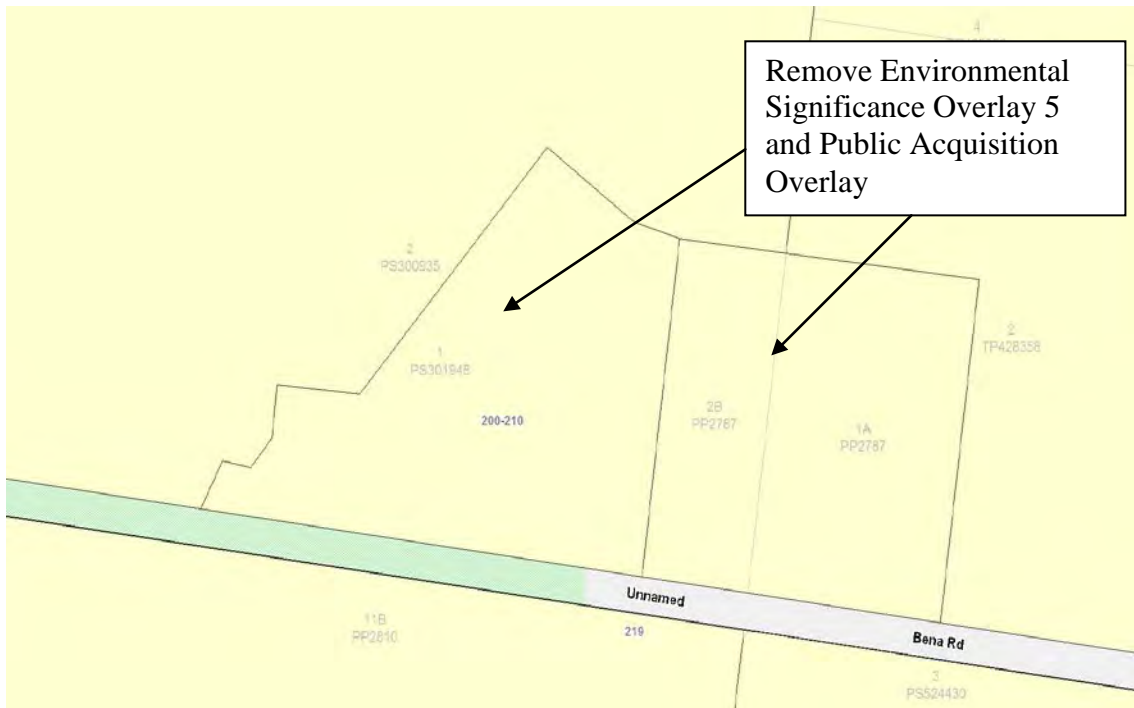 4
Remove Environmental
Significance Overlay 5
and Public Acquisition
Overlay
2
PS300935
2
TP428358
1
PS301948
2B
PP2787
200-210
1A
PP2787
Unnamed
11B
PP2810
219
Bena Rd
3
PS524430